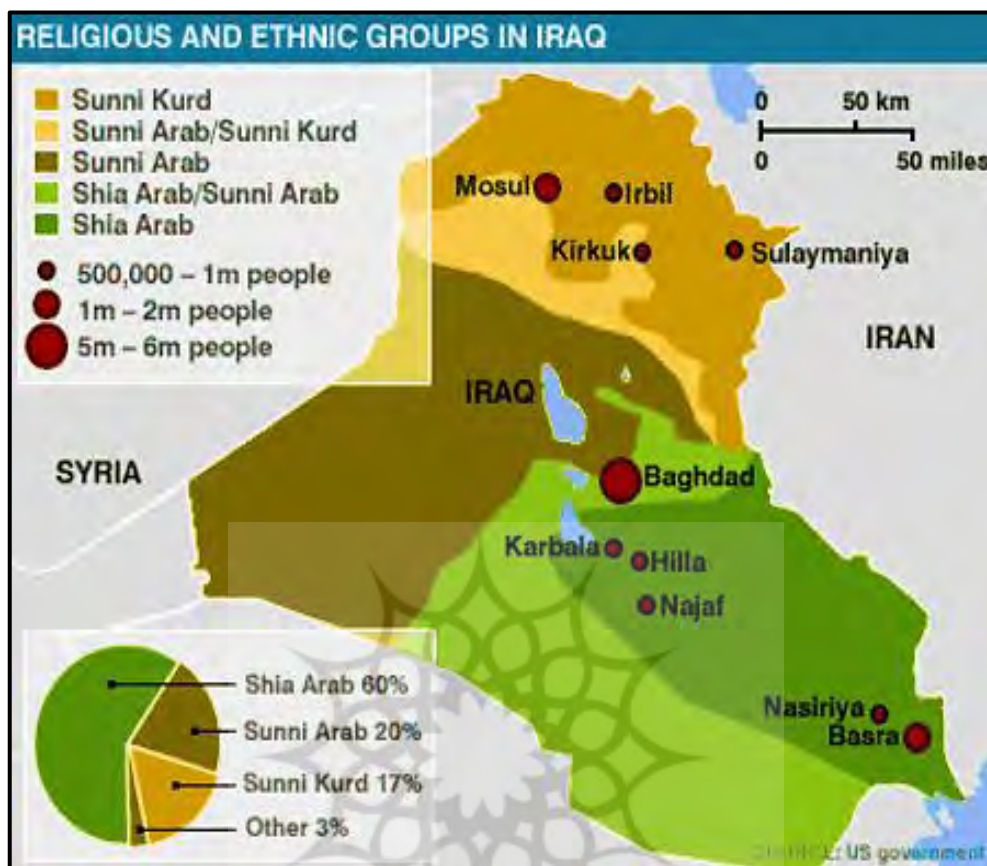 RELIGIOUS AND ETHNIC GROUPS IN IRAQ
Sunni Kurd
Sunni Arab/Sunni Kurd
Sunni Arab
Shia Arab/Sunni Arab
Shia Arab
500,000 – 1m people
1m – 2m people
5m – 6m people
0 50 km
0 50 miles
Mosul
Irbil
Kirkuk
Sulaymaniya
IRAN
IRAQ
SYRIA
Baghdad
Karbala
Hilla
Najaf
Nasiriya
Basra
Shia Arab 60%
Sunni Arab 20%
Sunni Kurd 17%
Other 3%
US government